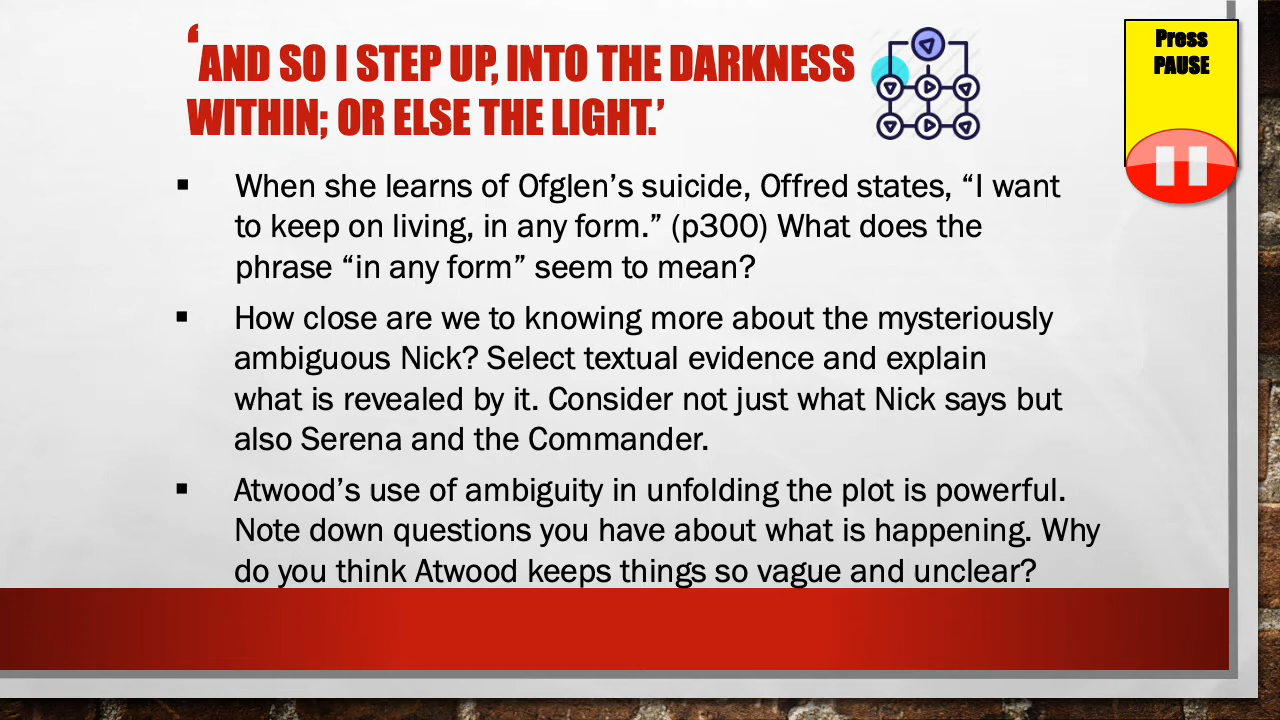 ‘AND SO I STEP UP, INTO THE DARKNESS
WITHIN; OR ELSE THE LIGHT.’
Press
PAUSE
▪ When she learns of Ofglen’s suicide, Offred states, “I want
to keep on living, in any form.” (p300) What does the
phrase “in any form” seem to mean?
▪ How close are we to knowing more about the mysteriously
ambiguous Nick? Select textual evidence and explain
what is revealed by it. Consider not just what Nick says but
also Serena and the Commander.
▪ Atwood’s use of ambiguity in unfolding the plot is powerful.
Note down questions you have about what is happening. Why
do you think Atwood keeps things so vague and unclear?